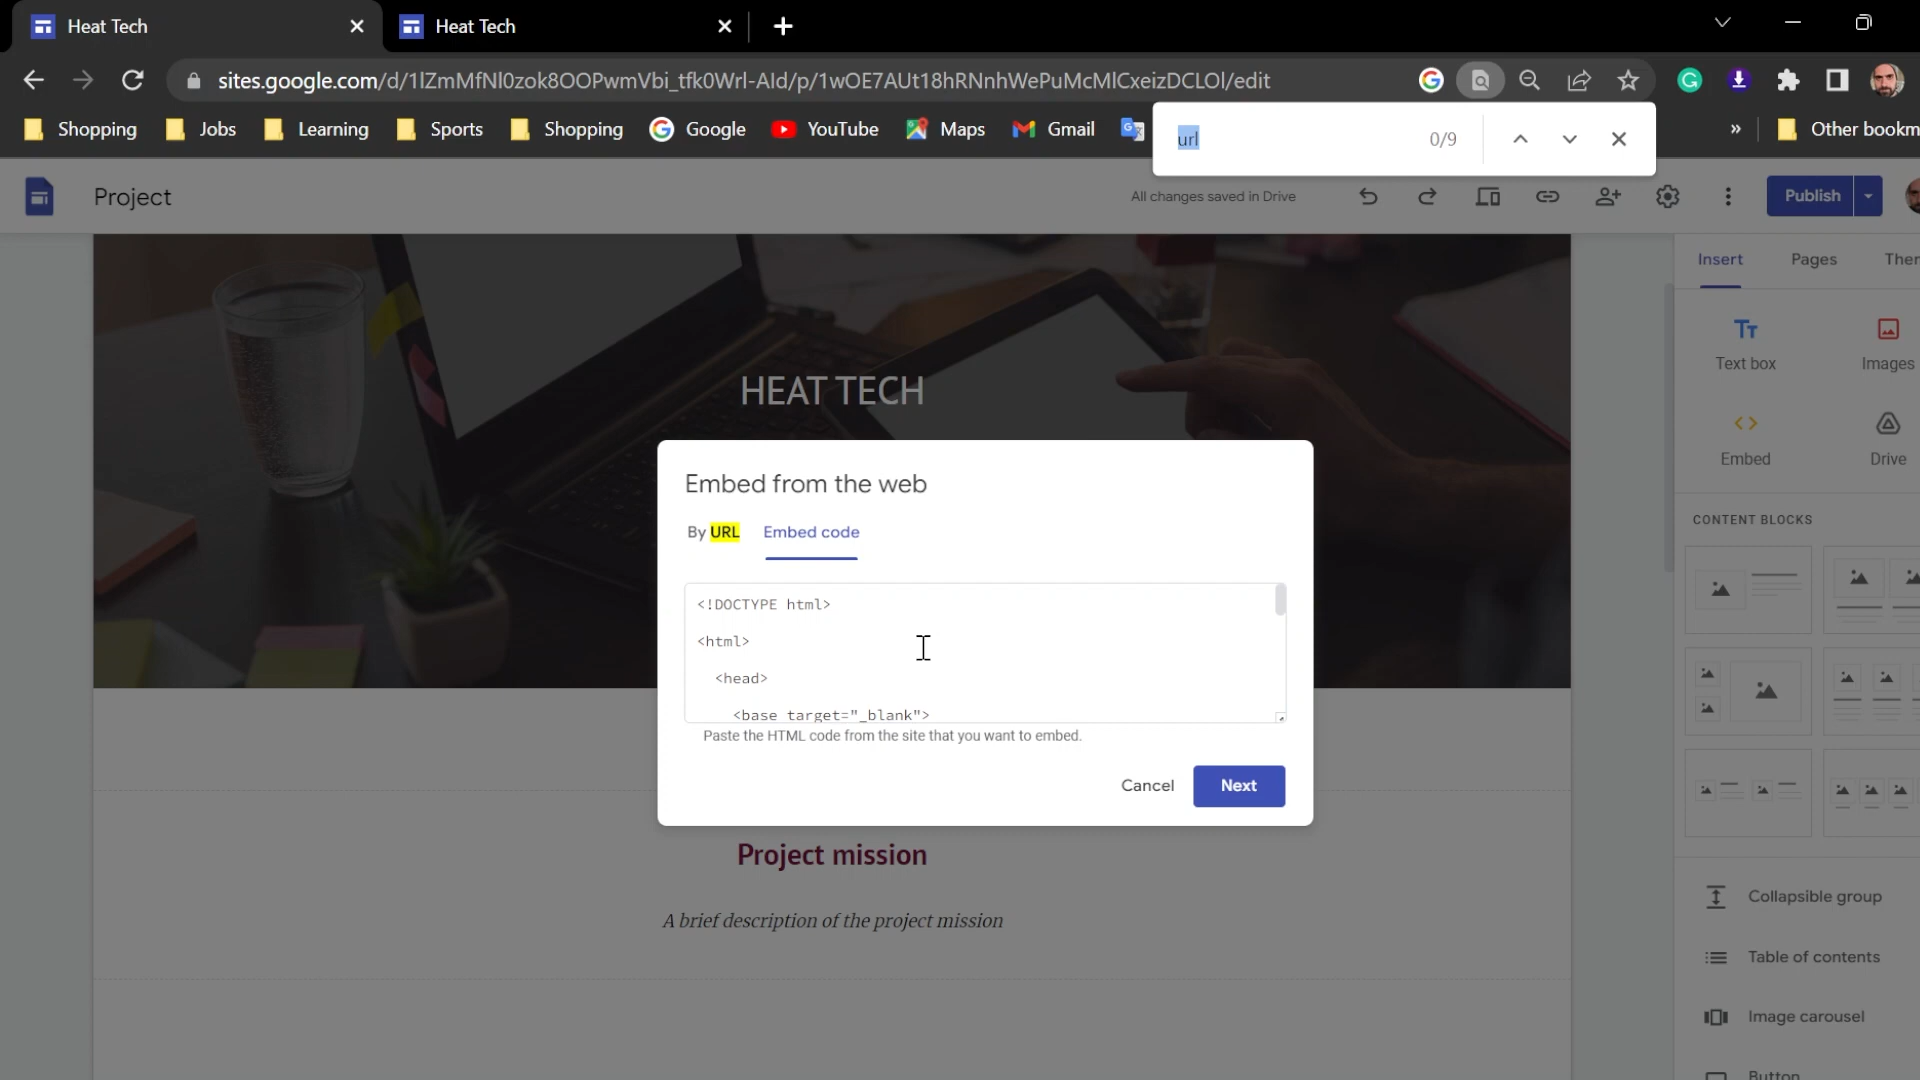 Heat Tech
Heat Tech
sites.google.com/d/1lZmMfNl0zok8OOPwmVbi_tfk0Wrl-Ald/p/1wOE7AUt18hRNnhWePuMcMlCxeizDCLOl/edit
Shopping Jobs Learning Sports Shopping Google YouTube Maps Gmail » Other bookm
url 0/9
Project All changes saved in Drive Publish
Insert Pages Ther
HEAT TECH
Text box Images
Embed Drive
Embed from the web
CONTENT BLOCKS
By URL Embed code
<!DOCTYPE html>
<html>
<head>
<base target="_blank">
Paste the HTML code from the site that you want to embed.
Cancel Next
Project mission
A brief description of the project mission
Collapsible group
Table of contents
Image carousel
Button